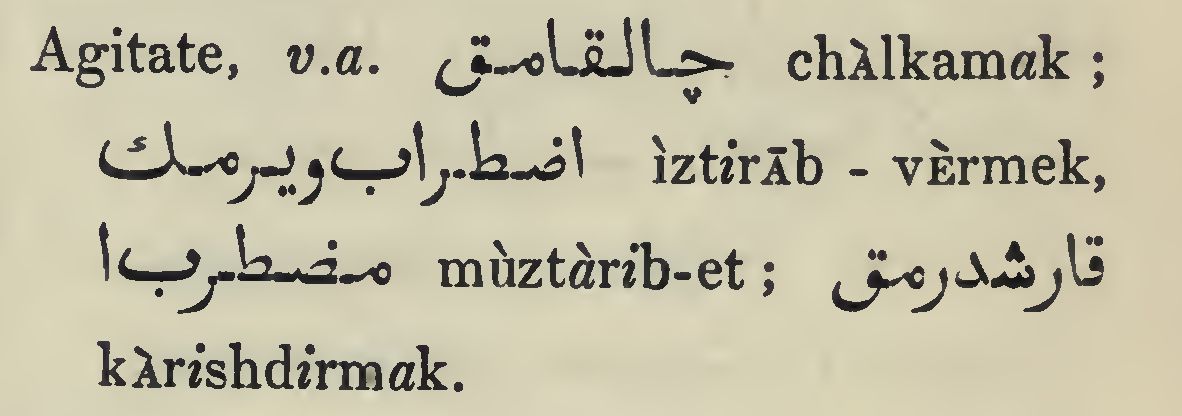 Agitate, v.a. چالقامق chÀlkamak ;
اضطراب ویرمك ìztirĀb - vÈrmek,
مضطرب ا mùztàrib-et ; قارشدرمق
kÀrishdirmak.